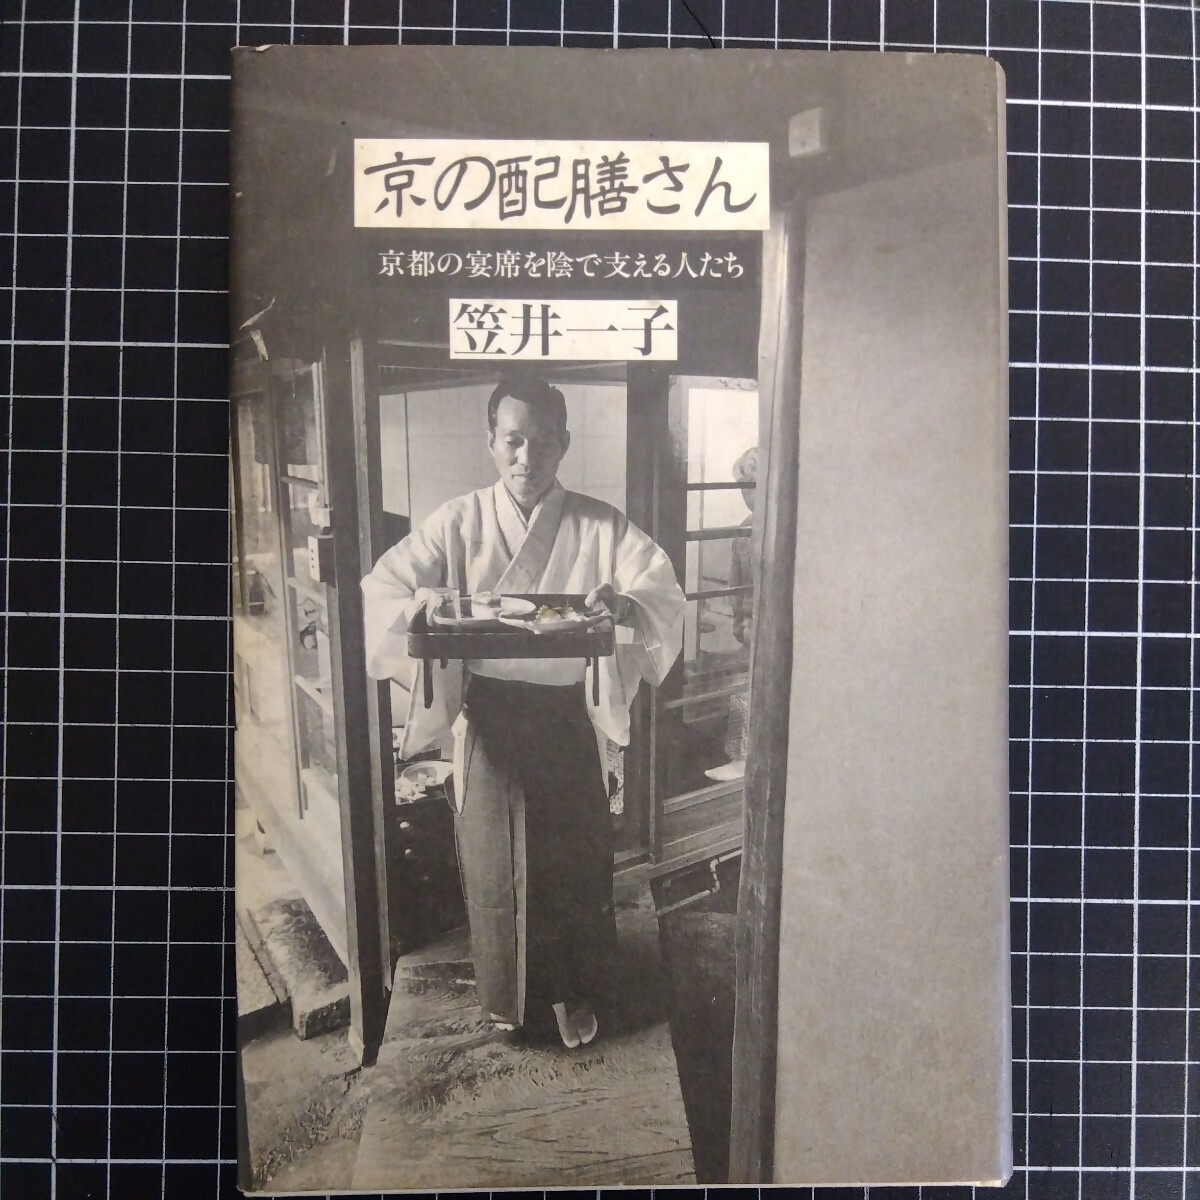 京の配膳さん
京都の宴席を陰で支える人たち
笠井一子